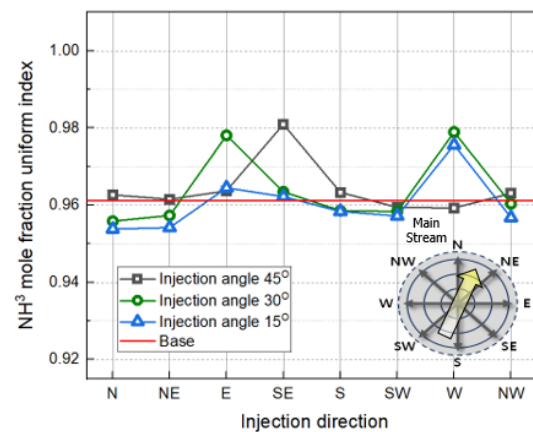 NH³ mole fraction uniform index
1.00
0.98
0.96
0.94
0.92
Injection angle 45°
Injection angle 30°
Injection angle 15°
Base
Main
Stream
N
NW
NE
W
E
SW
SE
S
N
NE
E
SE
S
SW
W
NW
Injection direction